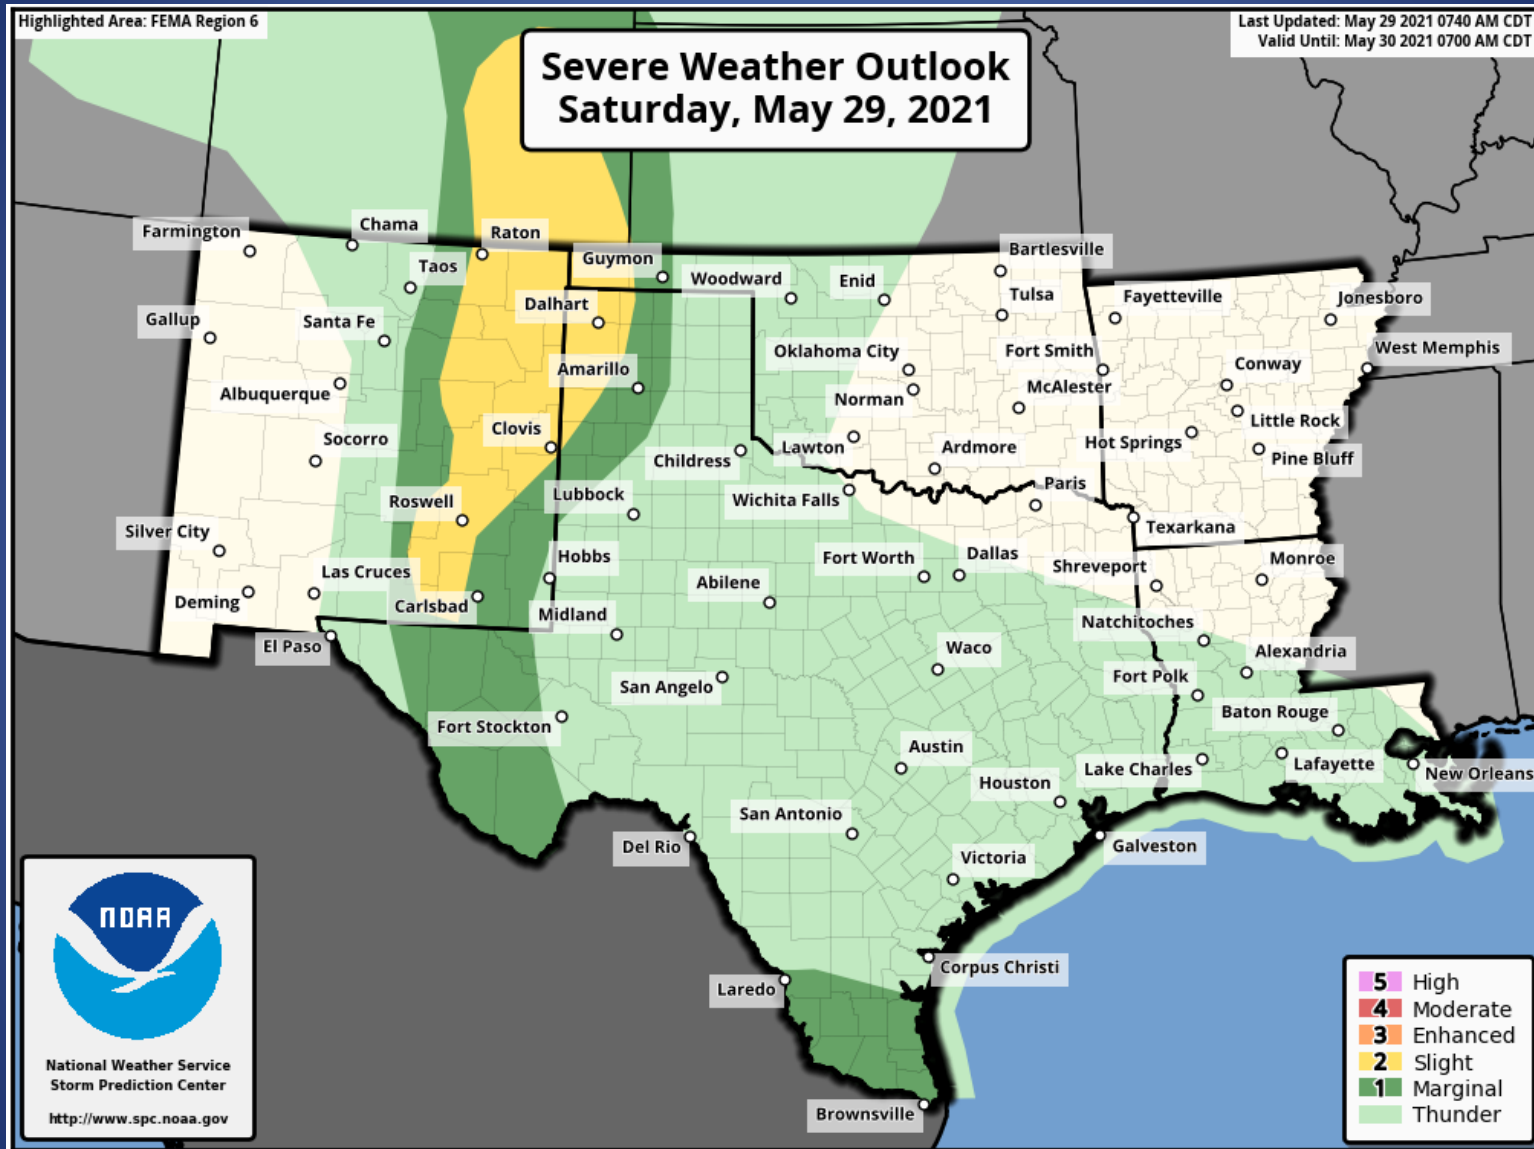 Highlighted Area: FEMA Region 6
Last Updated: May 29 2021 0740 AM CDT
Valid Until: May 30 2021 0700 AM CDT
Severe Weather Outlook
Saturday, May 29, 2021
Farmington
Chama
Raton
Taos
Guymon
Woodward
Enid
Bartlesville
Tulsa
Fayetteville
Jonesboro
Gallup
Santa Fe
Dalhart
Amarillo
Oklahoma City
Fort Smith
West Memphis
Albuquerque
Norman
McAlester
Conway
Socorro
Clovis
Childress
Lawton
Ardmore
Hot Springs
Little Rock
Pine Bluff
Roswell
Lubbock
Wichita Falls
Paris
Silver City
Texarkana
Las Cruces
Hobbs
Abilene
Fort Worth
Dallas
Shreveport
Monroe
Deming
Carlsbad
Midland
Natchitoches
El Paso
San Angelo
Waco
Fort Polk
Alexandria
Fort Stockton
Austin
Baton Rouge
Houston
Lake Charles
Lafayette
New Orleans
San Antonio
Del Rio
Victoria
Galveston
Laredo
Corpus Christi
Brownsville
NOAA
National Weather Service
Storm Prediction Center
http://www.spc.noaa.gov
5 High
4 Moderate
3 Enhanced
2 Slight
1 Marginal
Thunder